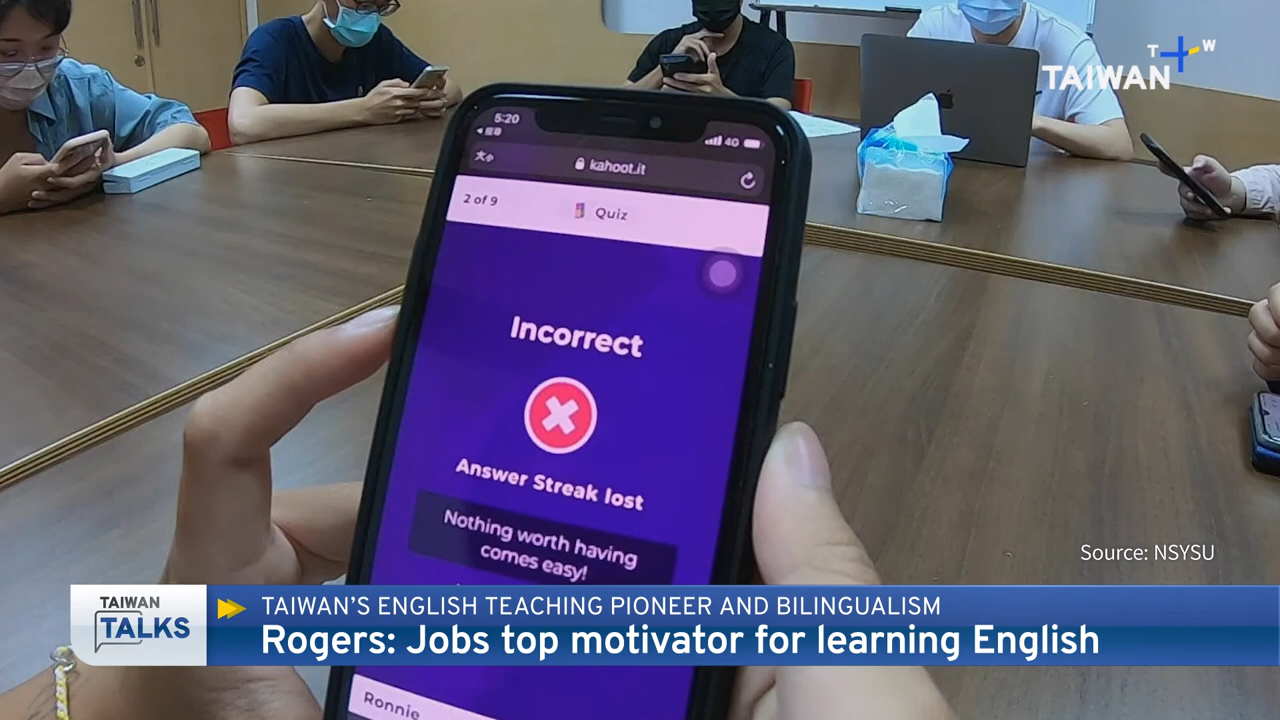 T W
TAIWAN+
5:20
40
kahoot.it
2 of 9
Quiz
Incorrect
Answer Streak lost
Nothing worth having
comes easy!
Source: NSYSU
TAIWAN
TALKS
TAIWAN'S ENGLISH TEACHING PIONEER AND BILINGUALISM
Rogers: Jobs top motivator for learning English
Ronnie